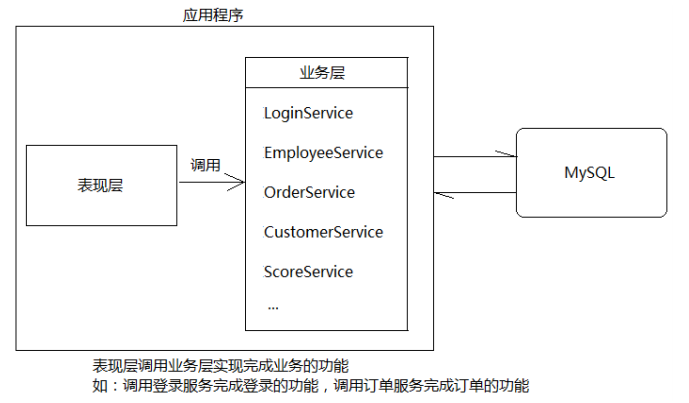 应用程序
业务层
LoginService
EmployeeService
OrderService
CustomerService
ScoreService
...
表现层
调用
MySQL
表现层调用业务层实现完成业务的功能
如：调用登录服务完成登录的功能，调用订单服务完成订单的功能